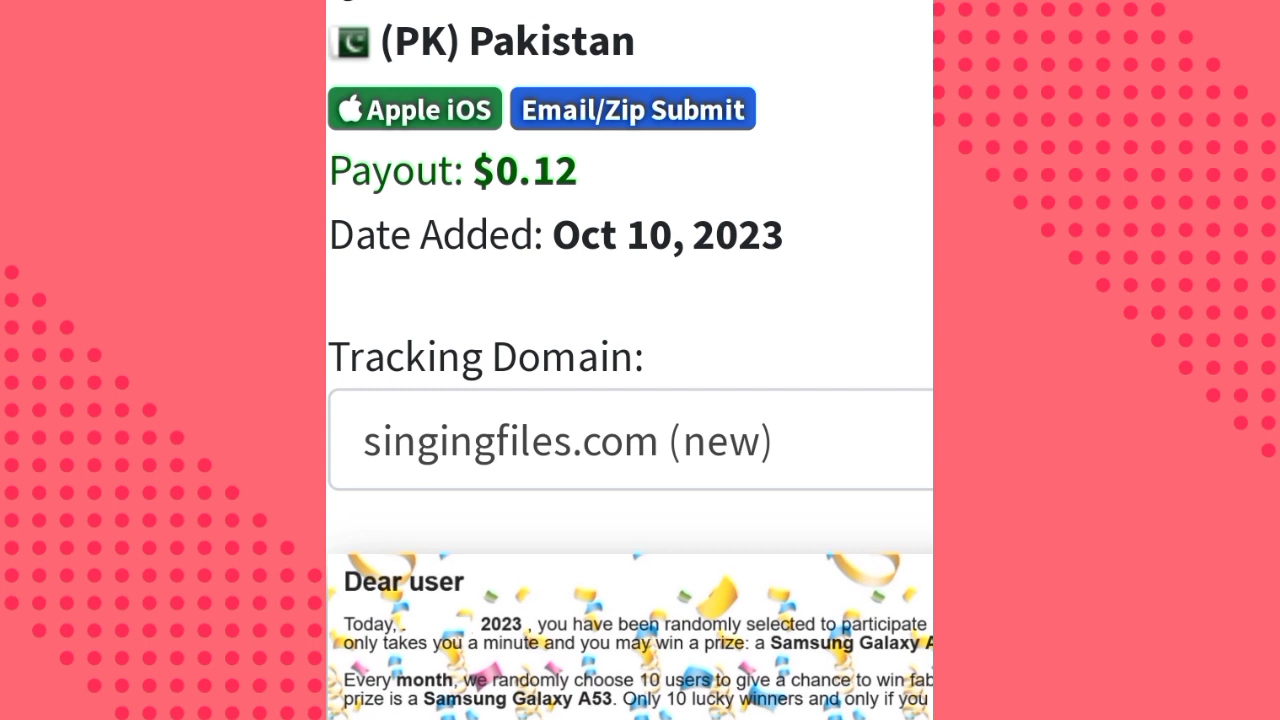 (PK) Pakistan
Apple iOS Email/Zip Submit
Payout: $0.12
Date Added: Oct 10, 2023
Tracking Domain:
singingfiles.com (new)
Dear user
Today, 2023 , you have been randomly selected to participate
only takes you a minute and you may win a prize: a Samsung Galaxy A
Every month, we randomly choose 10 users to give a chance to win fab
prize is a Samsung Galaxy A53. Only 10 lucky winners and only if you